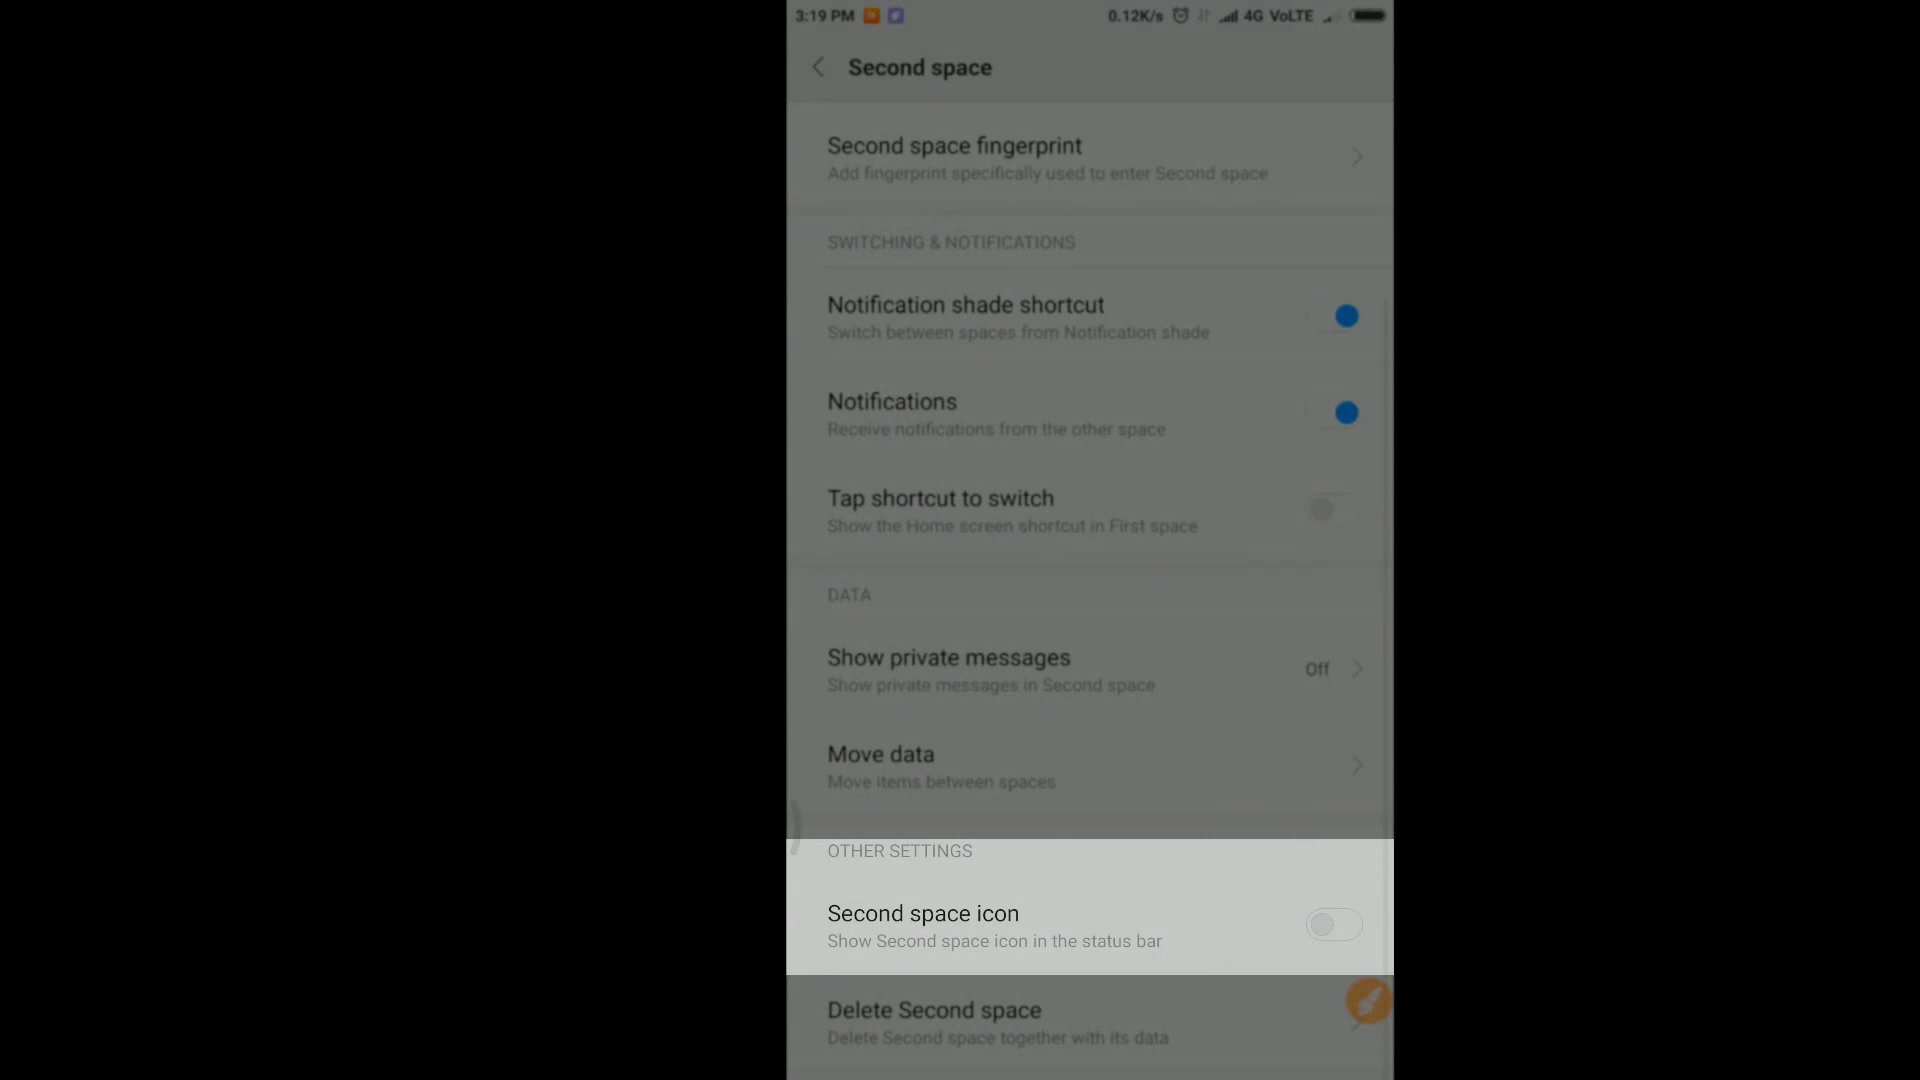 3:19 PM 0.12K/s 4G VoLTE
Second space
Second space fingerprint
Add fingerprint specifically used to enter Second space
SWITCHING & NOTIFICATIONS
Notification shade shortcut
Switch between spaces from Notification shade
Notifications
Receive notifications from the other space
Tap shortcut to switch
Show the Home screen shortcut in First space
DATA
Show private messages
Off
Show private messages in Second space
Move data
Move items between spaces
OTHER SETTINGS
Second space icon
Show Second space icon in the status bar
Delete Second space
Delete Second space together with its data